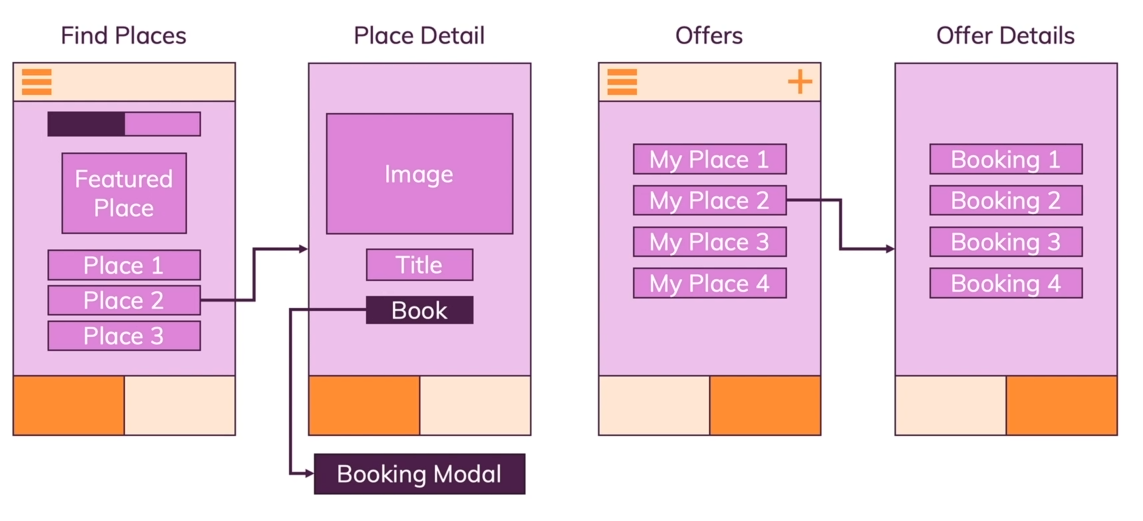 Find Places
Place Detail
Offers
Offer Details
Featured
Place
Place 1
Place 2
Place 3
Image
Title
Book
Booking Modal
My Place 1
My Place 2
My Place 3
My Place 4
Booking 1
Booking 2
Booking 3
Booking 4